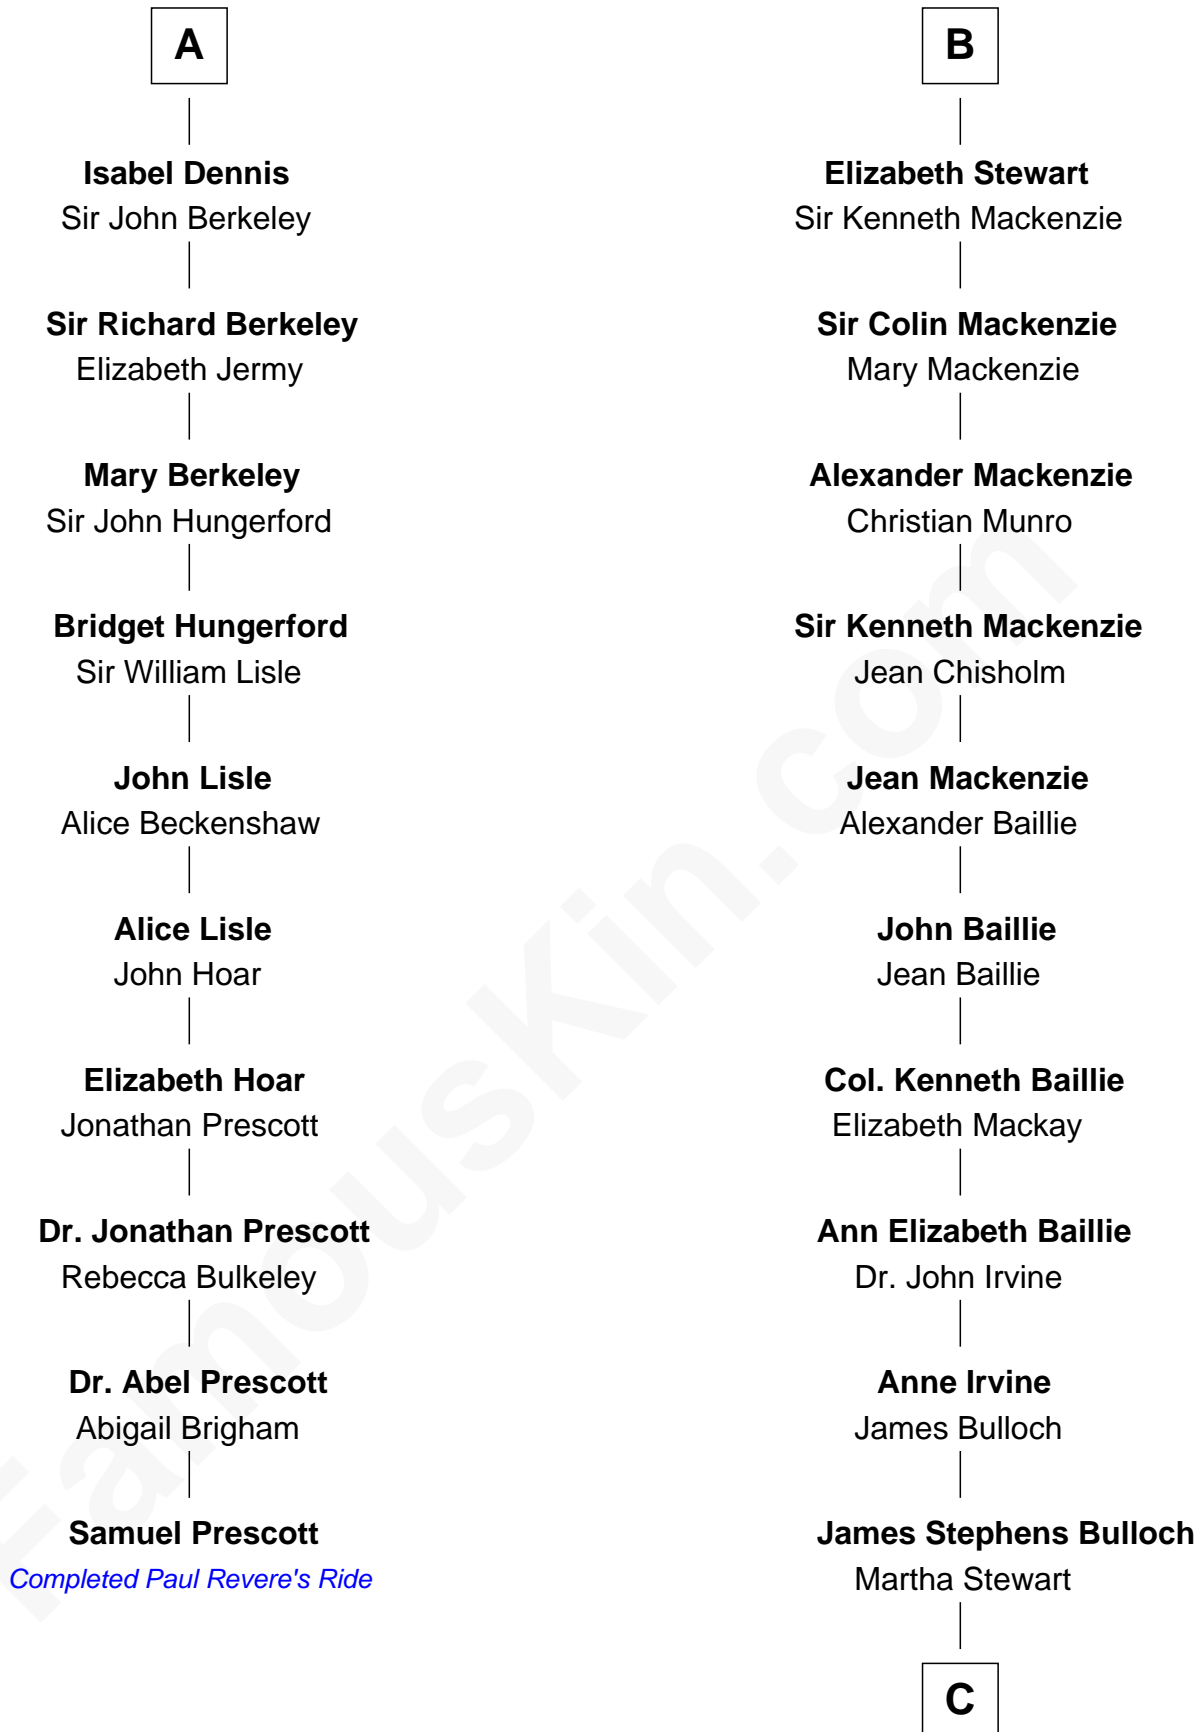 A
Isabel Dennis
Sir John Berkeley
Sir Richard Berkeley
Elizabeth Jermy
Mary Berkeley
Sir John Hungerford
Bridget Hungerford
Sir William Lisle
John Lisle
Alice Beckenshaw
Alice Lisle
John Hoar
Elizabeth Hoar
Jonathan Prescott
Dr. Jonathan Prescott
Rebecca Bulkeley
Dr. Abel Prescott
Abigail Brigham
Samuel Prescott
Completed Paul Revere's Ride
B
Elizabeth Stewart
Sir Kenneth Mackenzie
Sir Colin Mackenzie
Mary Mackenzie
Alexander Mackenzie
Christian Munro
Sir Kenneth Mackenzie
Jean Chisholm
Jean Mackenzie
Alexander Baillie
John Baillie
Jean Baillie
Col. Kenneth Baillie
Elizabeth Mackay
Ann Elizabeth Baillie
Dr. John Irvine
Anne Irvine
James Bulloch
James Stephens Bulloch
Martha Stewart
C
FamousKin.com